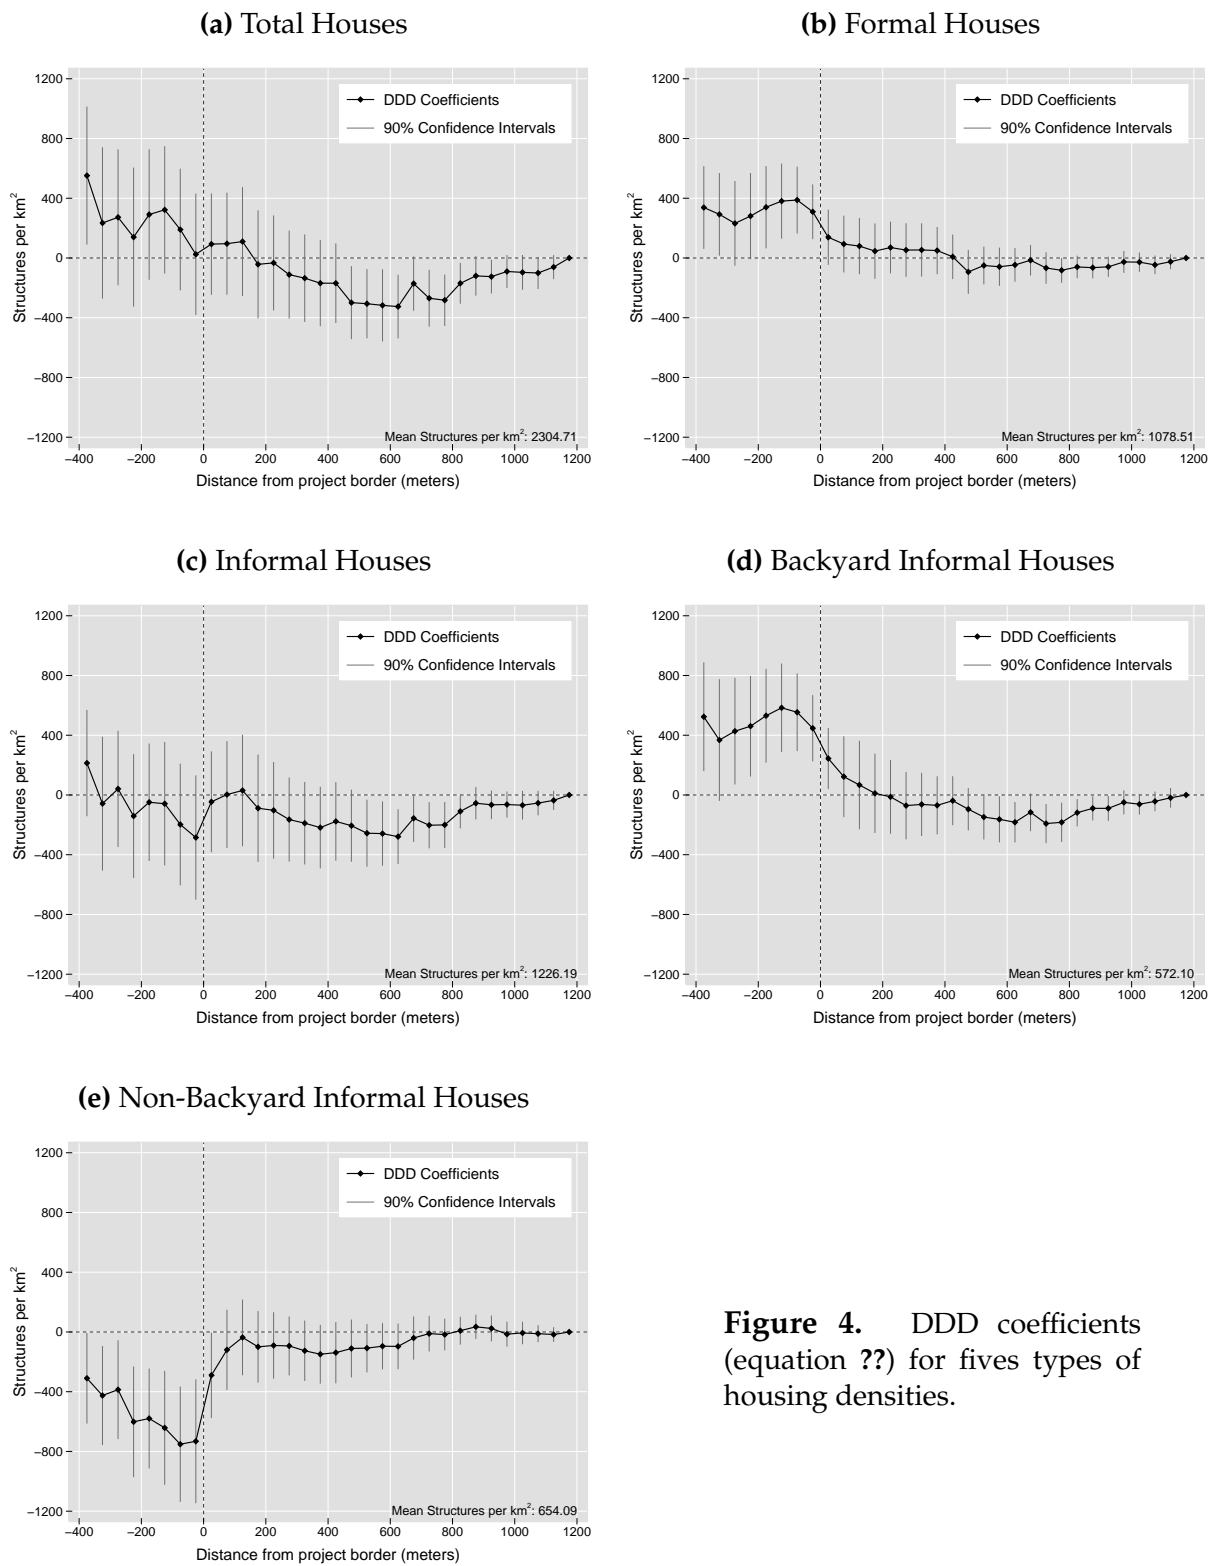 (a) Total Houses
1200
800
400
0
−400
−800
−1200
Structures per km2
DDD Coefficients
90% Confidence Intervals
Mean Structures per km2: 2304.71
−400 −200 0 200 400 600 800 1000 1200
Distance from project border (meters)
(b) Formal Houses
1200
800
400
0
−400
−800
−1200
Structures per km2
DDD Coefficients
90% Confidence Intervals
Mean Structures per km2: 1078.51
−400 −200 0 200 400 600 800 1000 1200
Distance from project border (meters)
(c) Informal Houses
1200
800
400
0
−400
−800
−1200
Structures per km2
DDD Coefficients
90% Confidence Intervals
Mean Structures per km2: 1226.19
−400 −200 0 200 400 600 800 1000 1200
Distance from project border (meters)
(d) Backyard Informal Houses
1200
800
400
0
−400
−800
−1200
Structures per km2
DDD Coefficients
90% Confidence Intervals
Mean Structures per km2: 572.10
−400 −200 0 200 400 600 800 1000 1200
Distance from project border (meters)
(e) Non-Backyard Informal Houses
1200
800
400
0
−400
−800
−1200
Structures per km2
DDD Coefficients
90% Confidence Intervals
Mean Structures per km2: 654.09
−400 −200 0 200 400 600 800 1000 1200
Distance from project border (meters)
Figure 4. DDD coefficients
(equation ??) for fives types of
housing densities.